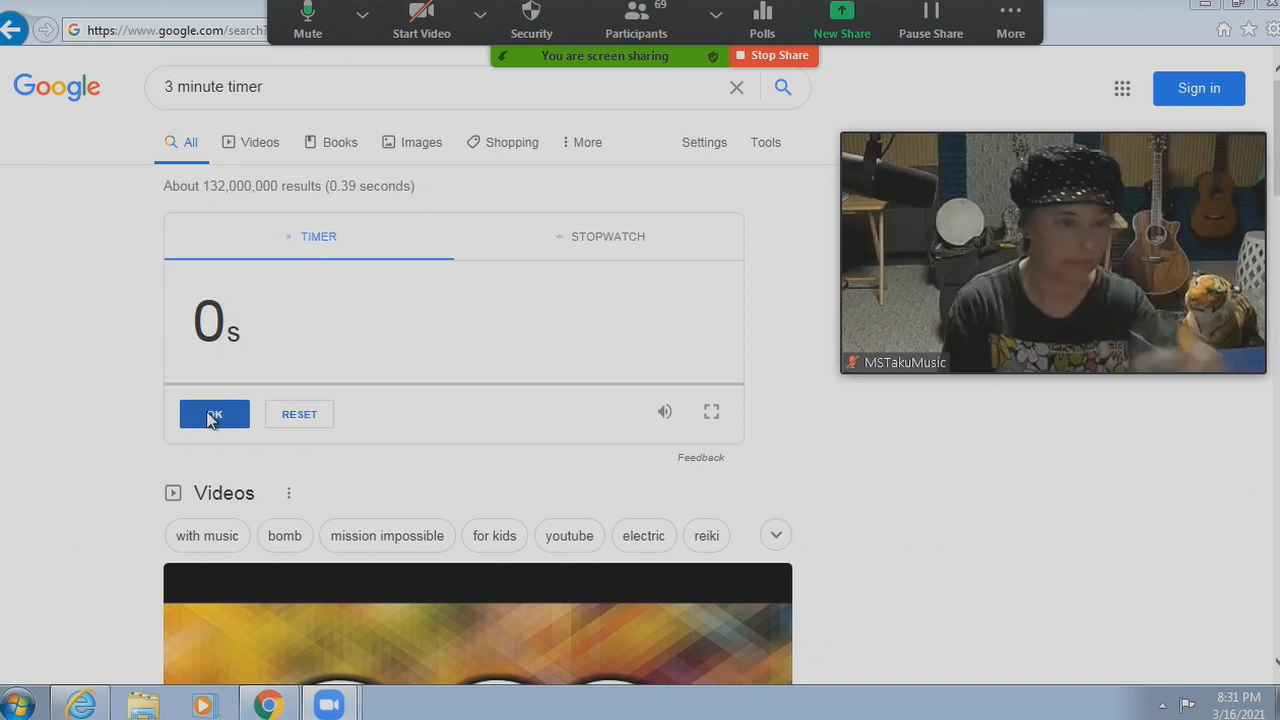 69
Mute
Start Video
Security
Participants
Polls
New Share
Pause Share
More
https://www.google.com/search?
You are screen sharing
Stop Share
Google
3 minute timer
Sign in
All
Videos
Books
Images
Shopping
More
Settings
Tools
About 132,000,000 results (0.39 seconds)
TIMER
STOPWATCH
0s
OK
RESET
MSTakuMusic
Feedback
Videos
with music
bomb
mission impossible
for kids
youtube
electric
reiki
8:31 PM
3/16/2021